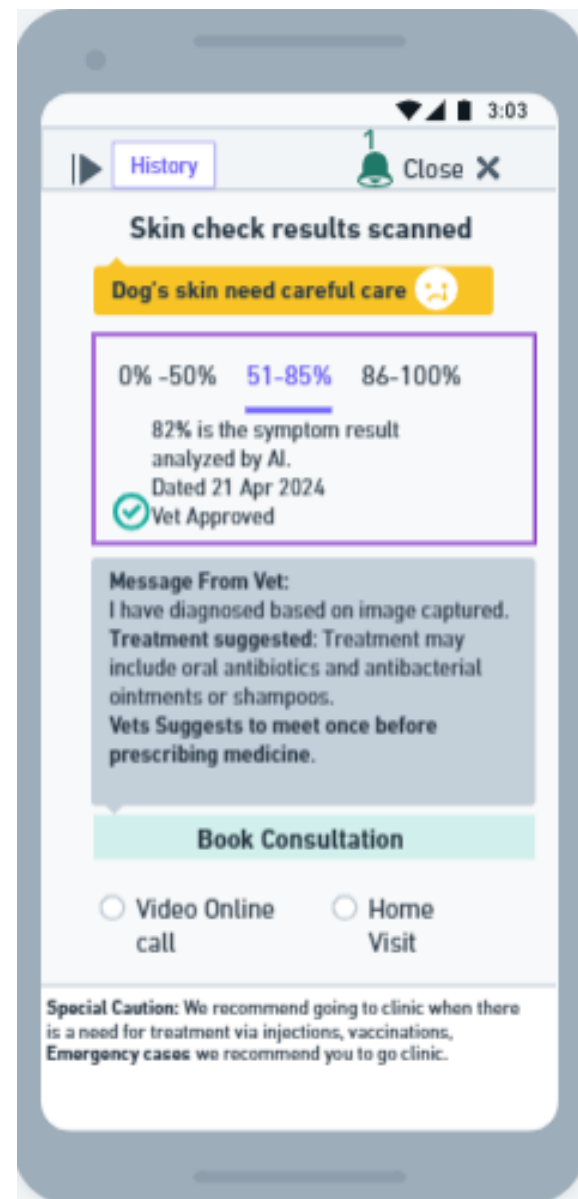 3:03
History
1
Close
Skin check results scanned
Dog's skin need careful care
0% -50% 51-85% 86-100%
82% is the symptom result
analyzed by AI.
Dated 21 Apr 2024
Vet Approved
Message From Vet:
I have diagnosed based on image captured.
Treatment suggested: Treatment may
include oral antibiotics and antibacterial
ointments or shampoos.
Vets Suggests to meet once before
prescribing medicine.
Book Consultation
Video Online
call
Home
Visit
Special Caution: We recommend going to clinic when there
is a need for treatment via injections, vaccinations,
Emergency cases we recommend you to go clinic.